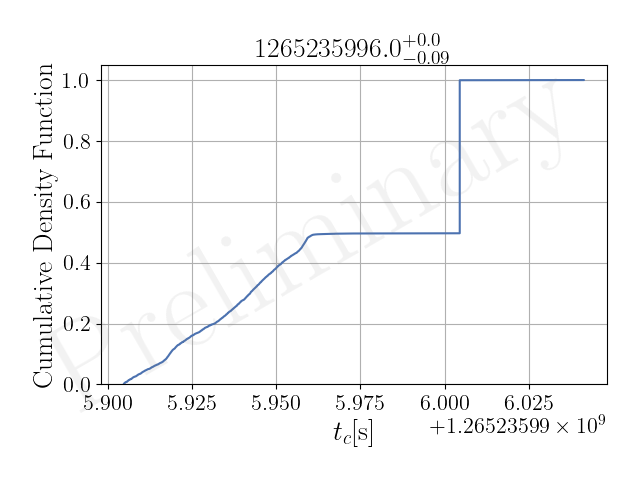 1265235996.0^{+0.0}_{-0.09}
Cumulative Density Function
1.0
0.8
0.6
0.4
0.2
0.0
Preliminary
5.900 5.925 5.950 5.975 6.000 6.025
+1.26523599 × 10^9
t_c[s]